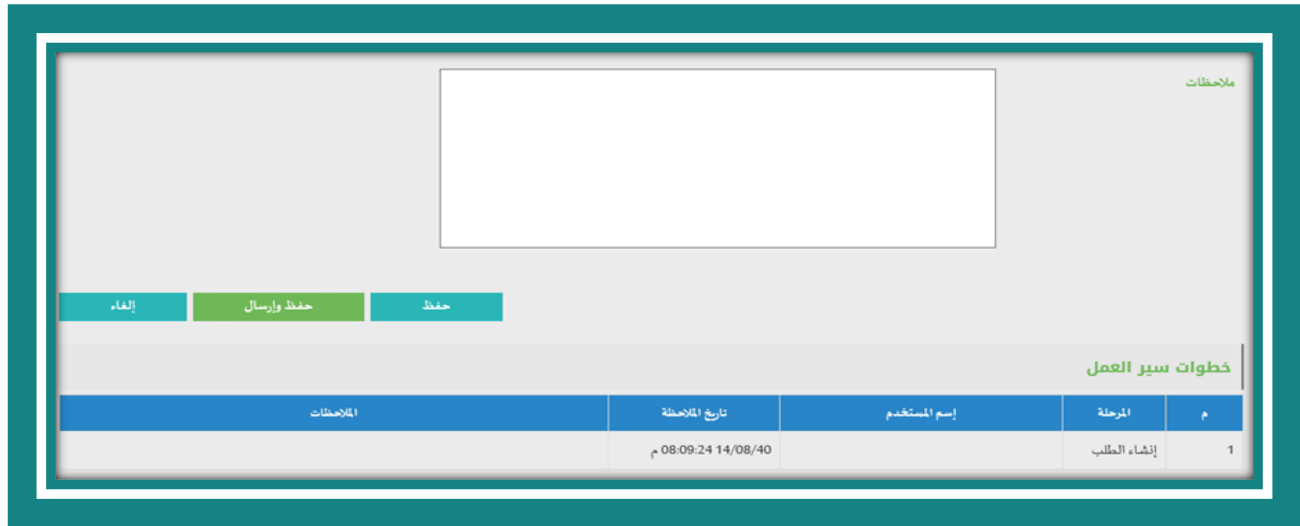 ملاحظات
حفظ
حفظ وإرسال
إلغاء
خطوات سير العمل
م المرحلة إسم المستخدم تاريخ الملاحظة الملاحظات
1 إنشاء الطلب 14/08/40 08:09:24 م